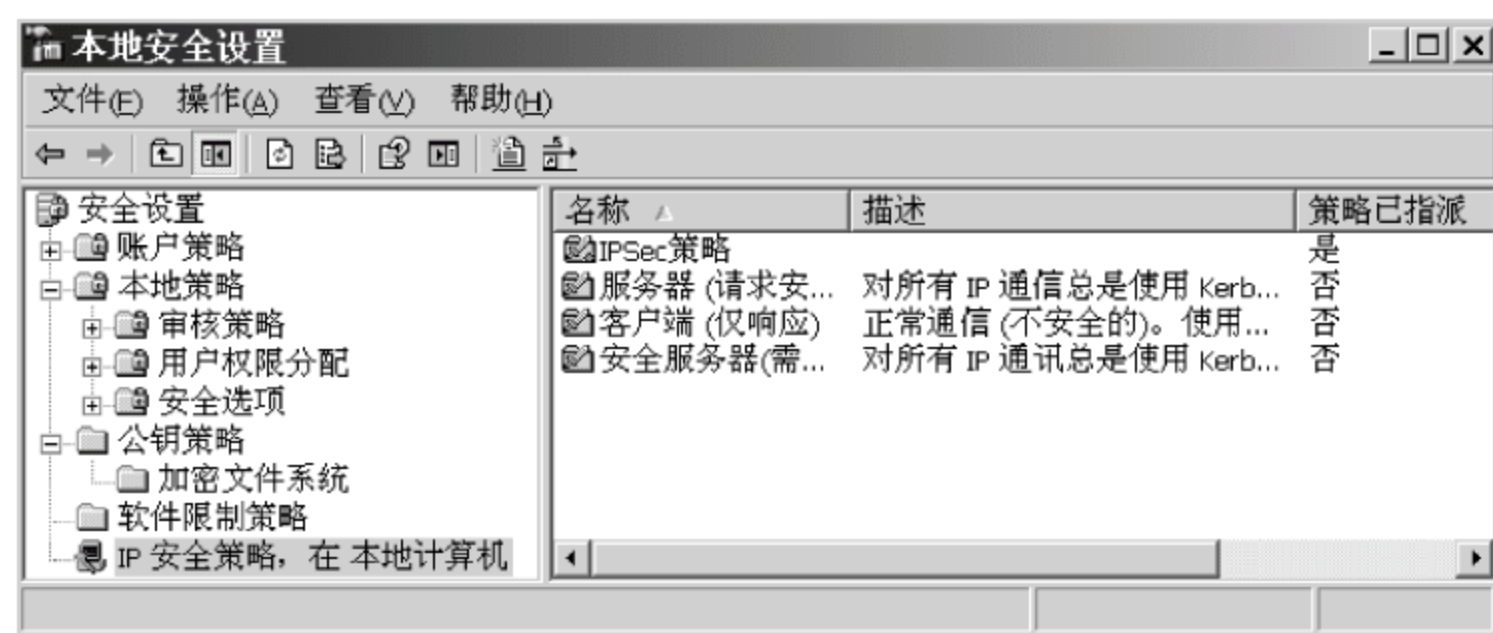 本地安全设置
文件(F) 操作(A) 查看(V) 帮助(H)
安全设置
账户策略
本地策略
审核策略
用户权限分配
安全选项
公钥策略
加密文件系统
软件限制策略
IP 安全策略，在 本地计算机
名称 描述 策略已指派
IPSec策略 是
服务器 (请求安... 对所有 IP 通信总是使用 Kerb... 否
客户端 (仅响应) 正常通信 (不安全的)。使用... 否
安全服务器(需... 对所有 IP 通讯总是使用 Kerb... 否